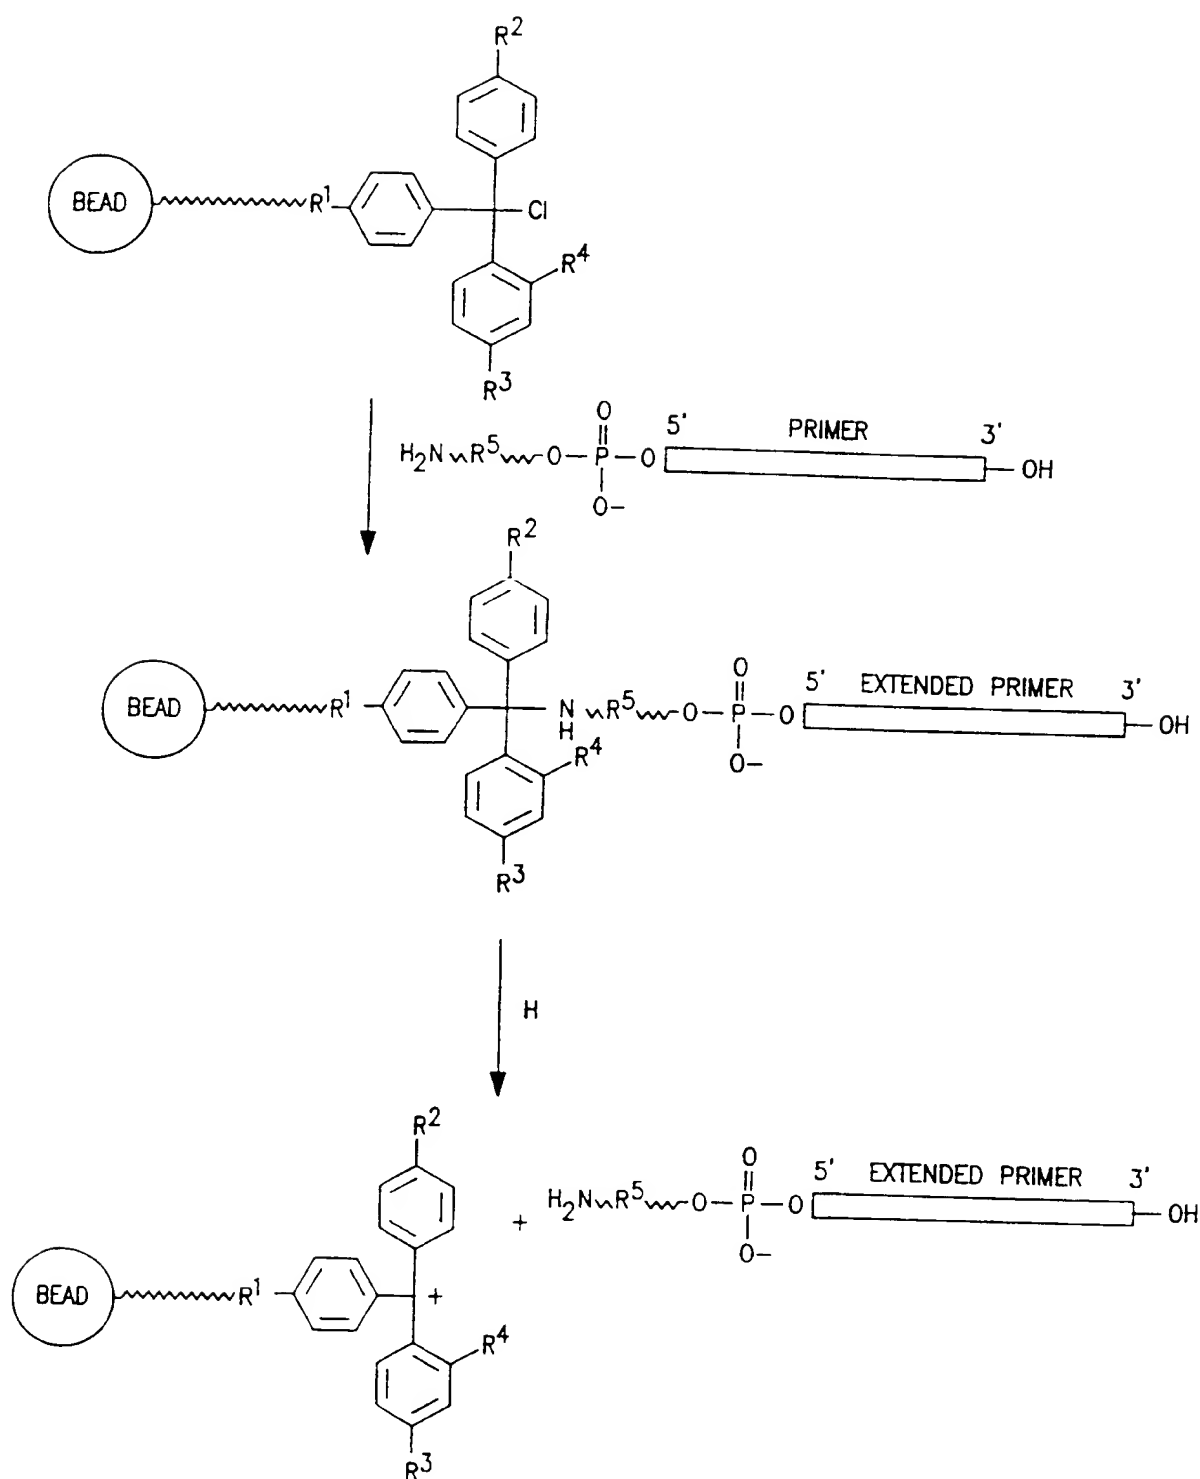 R²
BEAD R¹ Cl
R⁴
R³
O
5' PRIMER 3'
H₂N R⁵ O—P—O OH
O–
R²
O
5' EXTENDED PRIMER 3'
BEAD R¹ N R⁵ O—P—O OH
H
R⁴ O–
R³
H
R²
O
5' EXTENDED PRIMER 3'
+ H₂N R⁵ O—P—O OH
O–
BEAD R¹ +
R⁴
R³